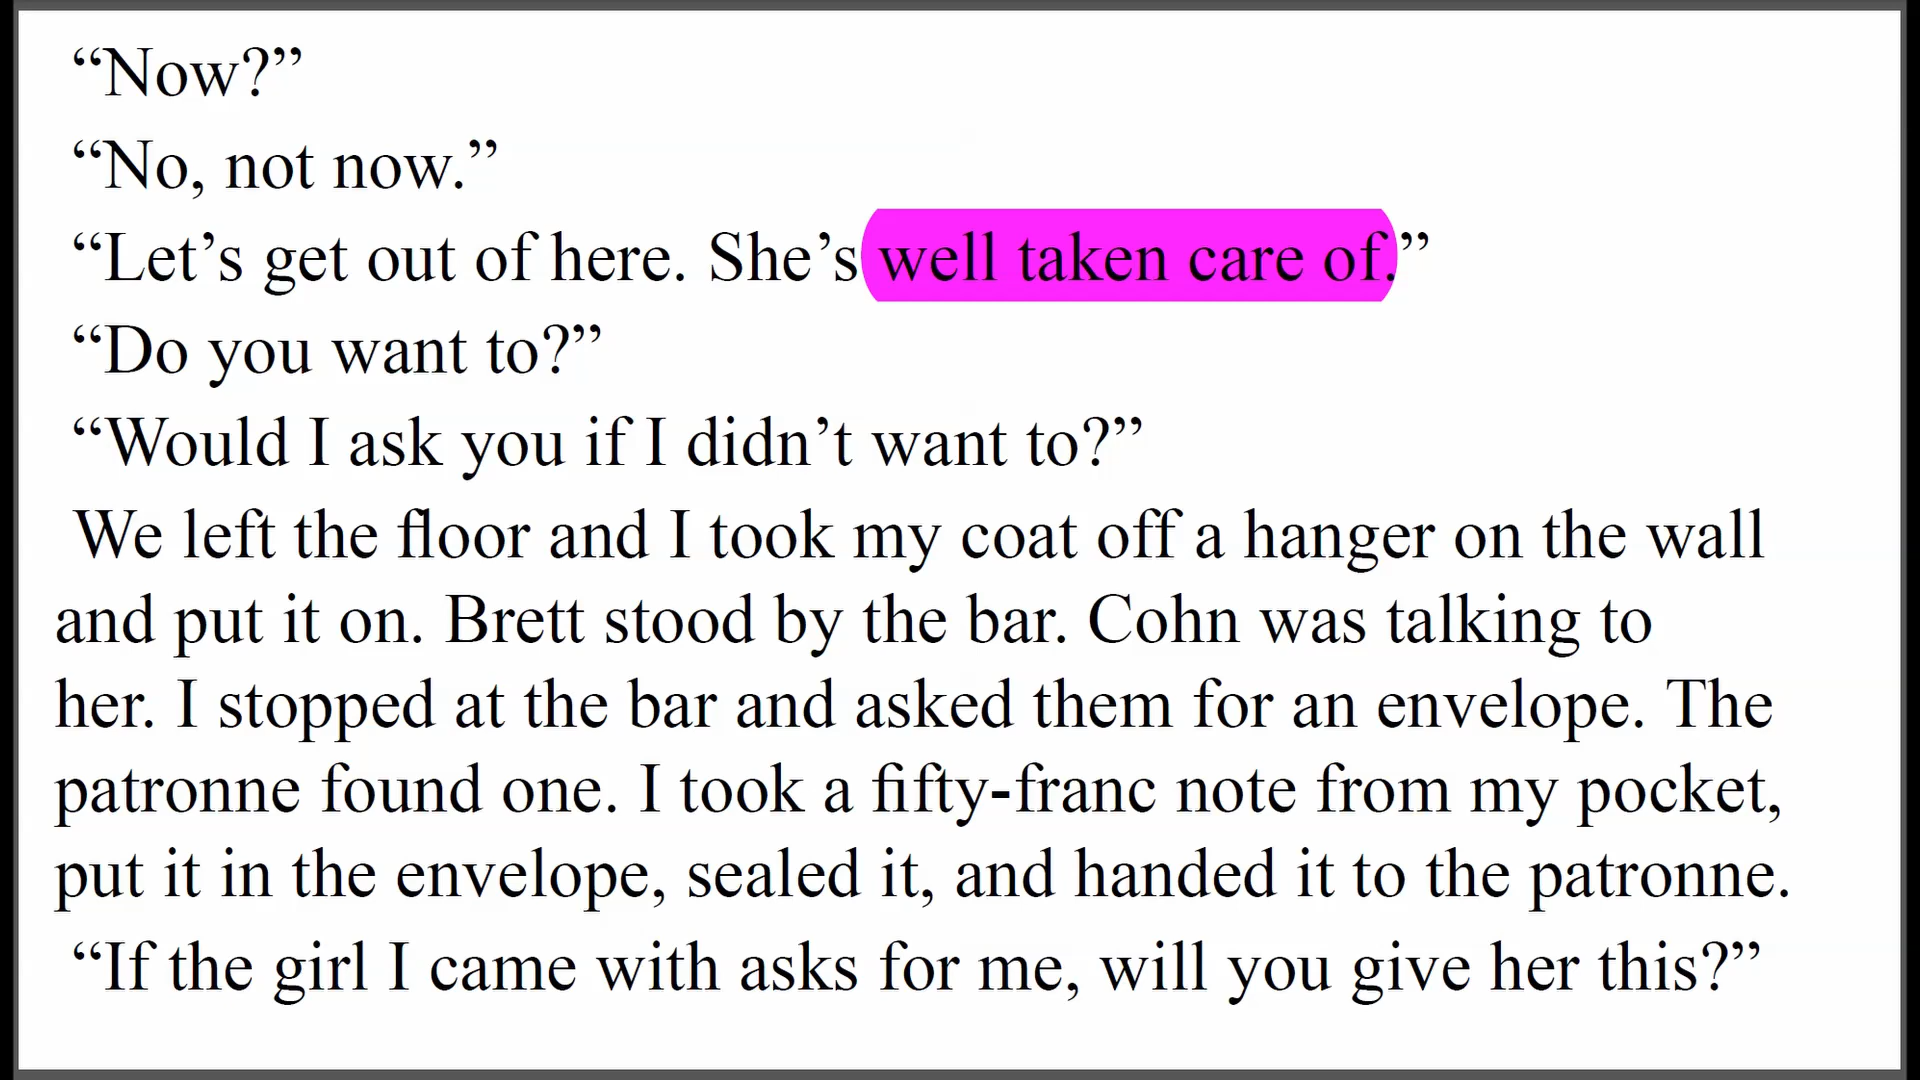 “Now?”
“No, not now.”
“Let’s get out of here. She’s well taken care of.”
“Do you want to?”
“Would I ask you if I didn’t want to?”
We left the floor and I took my coat off a hanger on the wall
and put it on. Brett stood by the bar. Cohn was talking to
her. I stopped at the bar and asked them for an envelope. The
patronne found one. I took a fifty-franc note from my pocket,
put it in the envelope, sealed it, and handed it to the patronne.
“If the girl I came with asks for me, will you give her this?”